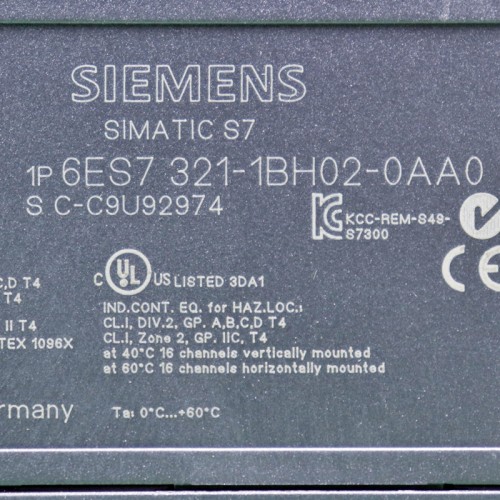 SIEMENS
SIMATIC S7
1P 6ES7 321-1BH02-0AA0
S C-C9U92974
KCC-REM-S49-
S7300
C UL US LISTED 3DA1
IND.CONT. EQ. for HAZ.LOC.:
CL.I, DIV.2, GP. A,B,C,D T4
CL.I, Zone 2, GP. IIC, T4
at 40°C 16 channels vertically mounted
at 60°C 16 channels horizontally mounted
C,D T4
T4
II T4
TEX 1096X
ermany
Ta: 0°C...+60°C
CE